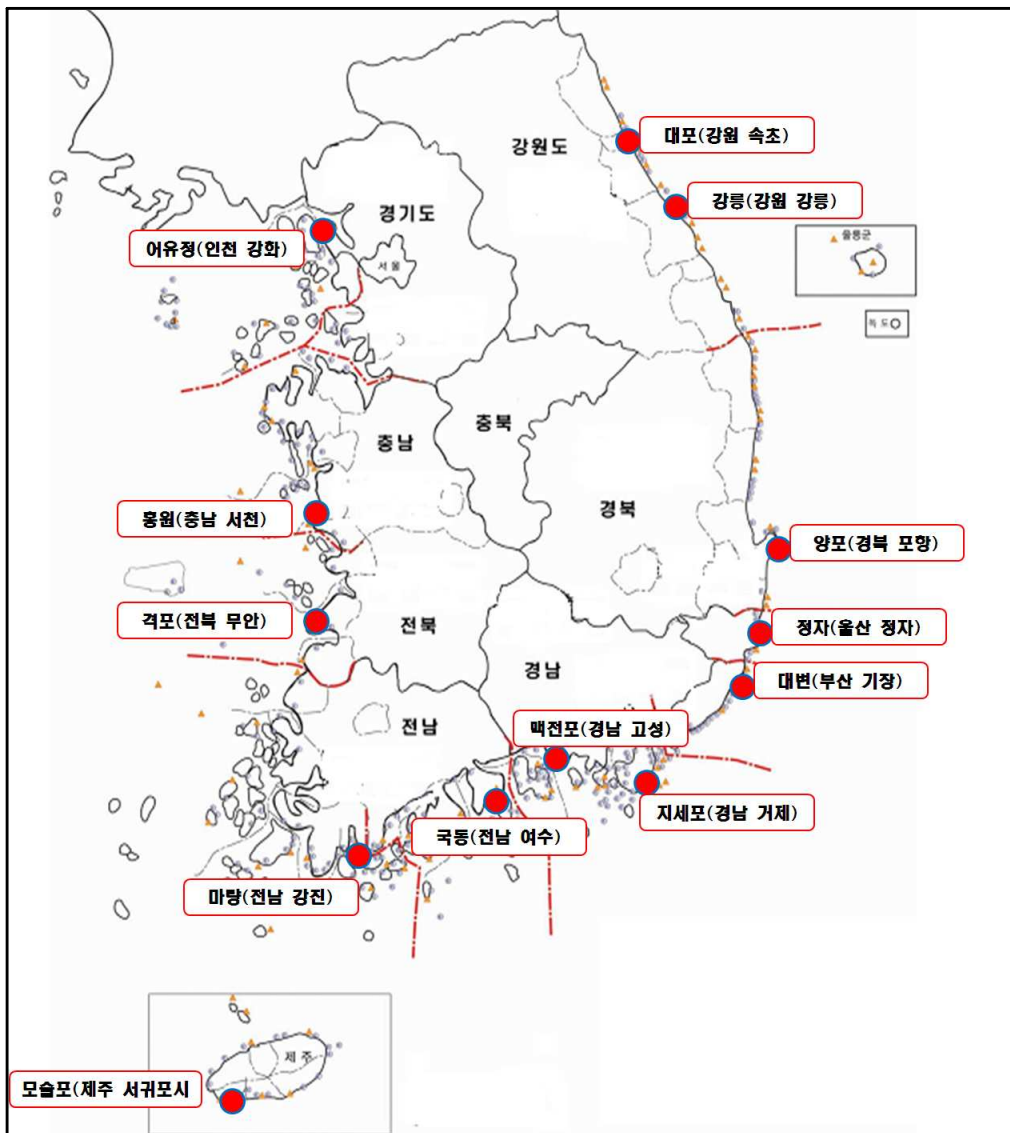 대포(강원 속초)
강원도
강릉(강원 강릉)
경기도
어유정(인천 강화)
울릉군
서울
독도
충북
충남
경북
홍원(충남 서천)
양포(경북 포항)
격포(전북 무안)
전북
정자(울산 정자)
경남
대변(부산 기장)
전남
맥전포(경남 고성)
지세포(경남 거제)
국동(전남 여수)
마량(전남 강진)
제주
모슬포(제주 서귀포시